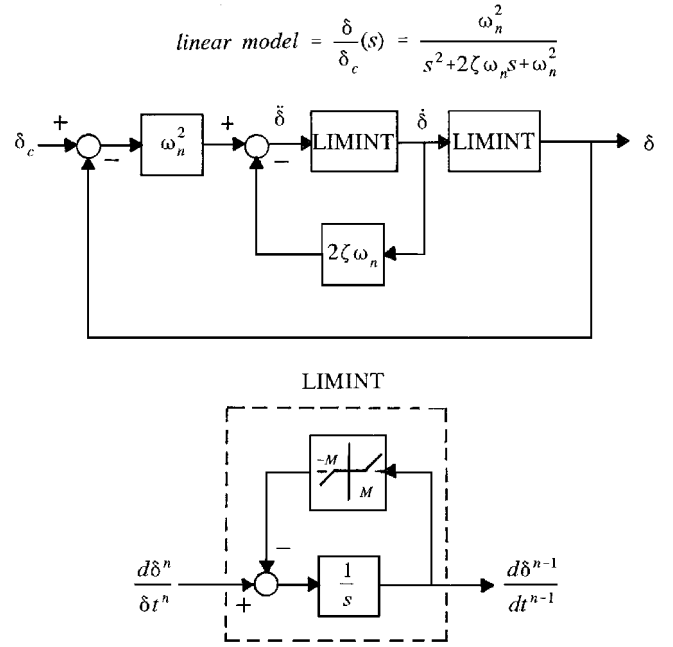 linear model = δ/δ_c (s) = ω_n^2 / (s^2+2ζω_n s+ω_n^2)
δ_c + − ω_n^2 + − δ̈ LIMINT δ̇ LIMINT δ
2ζω_n
LIMINT
−M
M
−
dδ^n/δt^n + 1/s dδ^{n−1}/dt^{n−1}